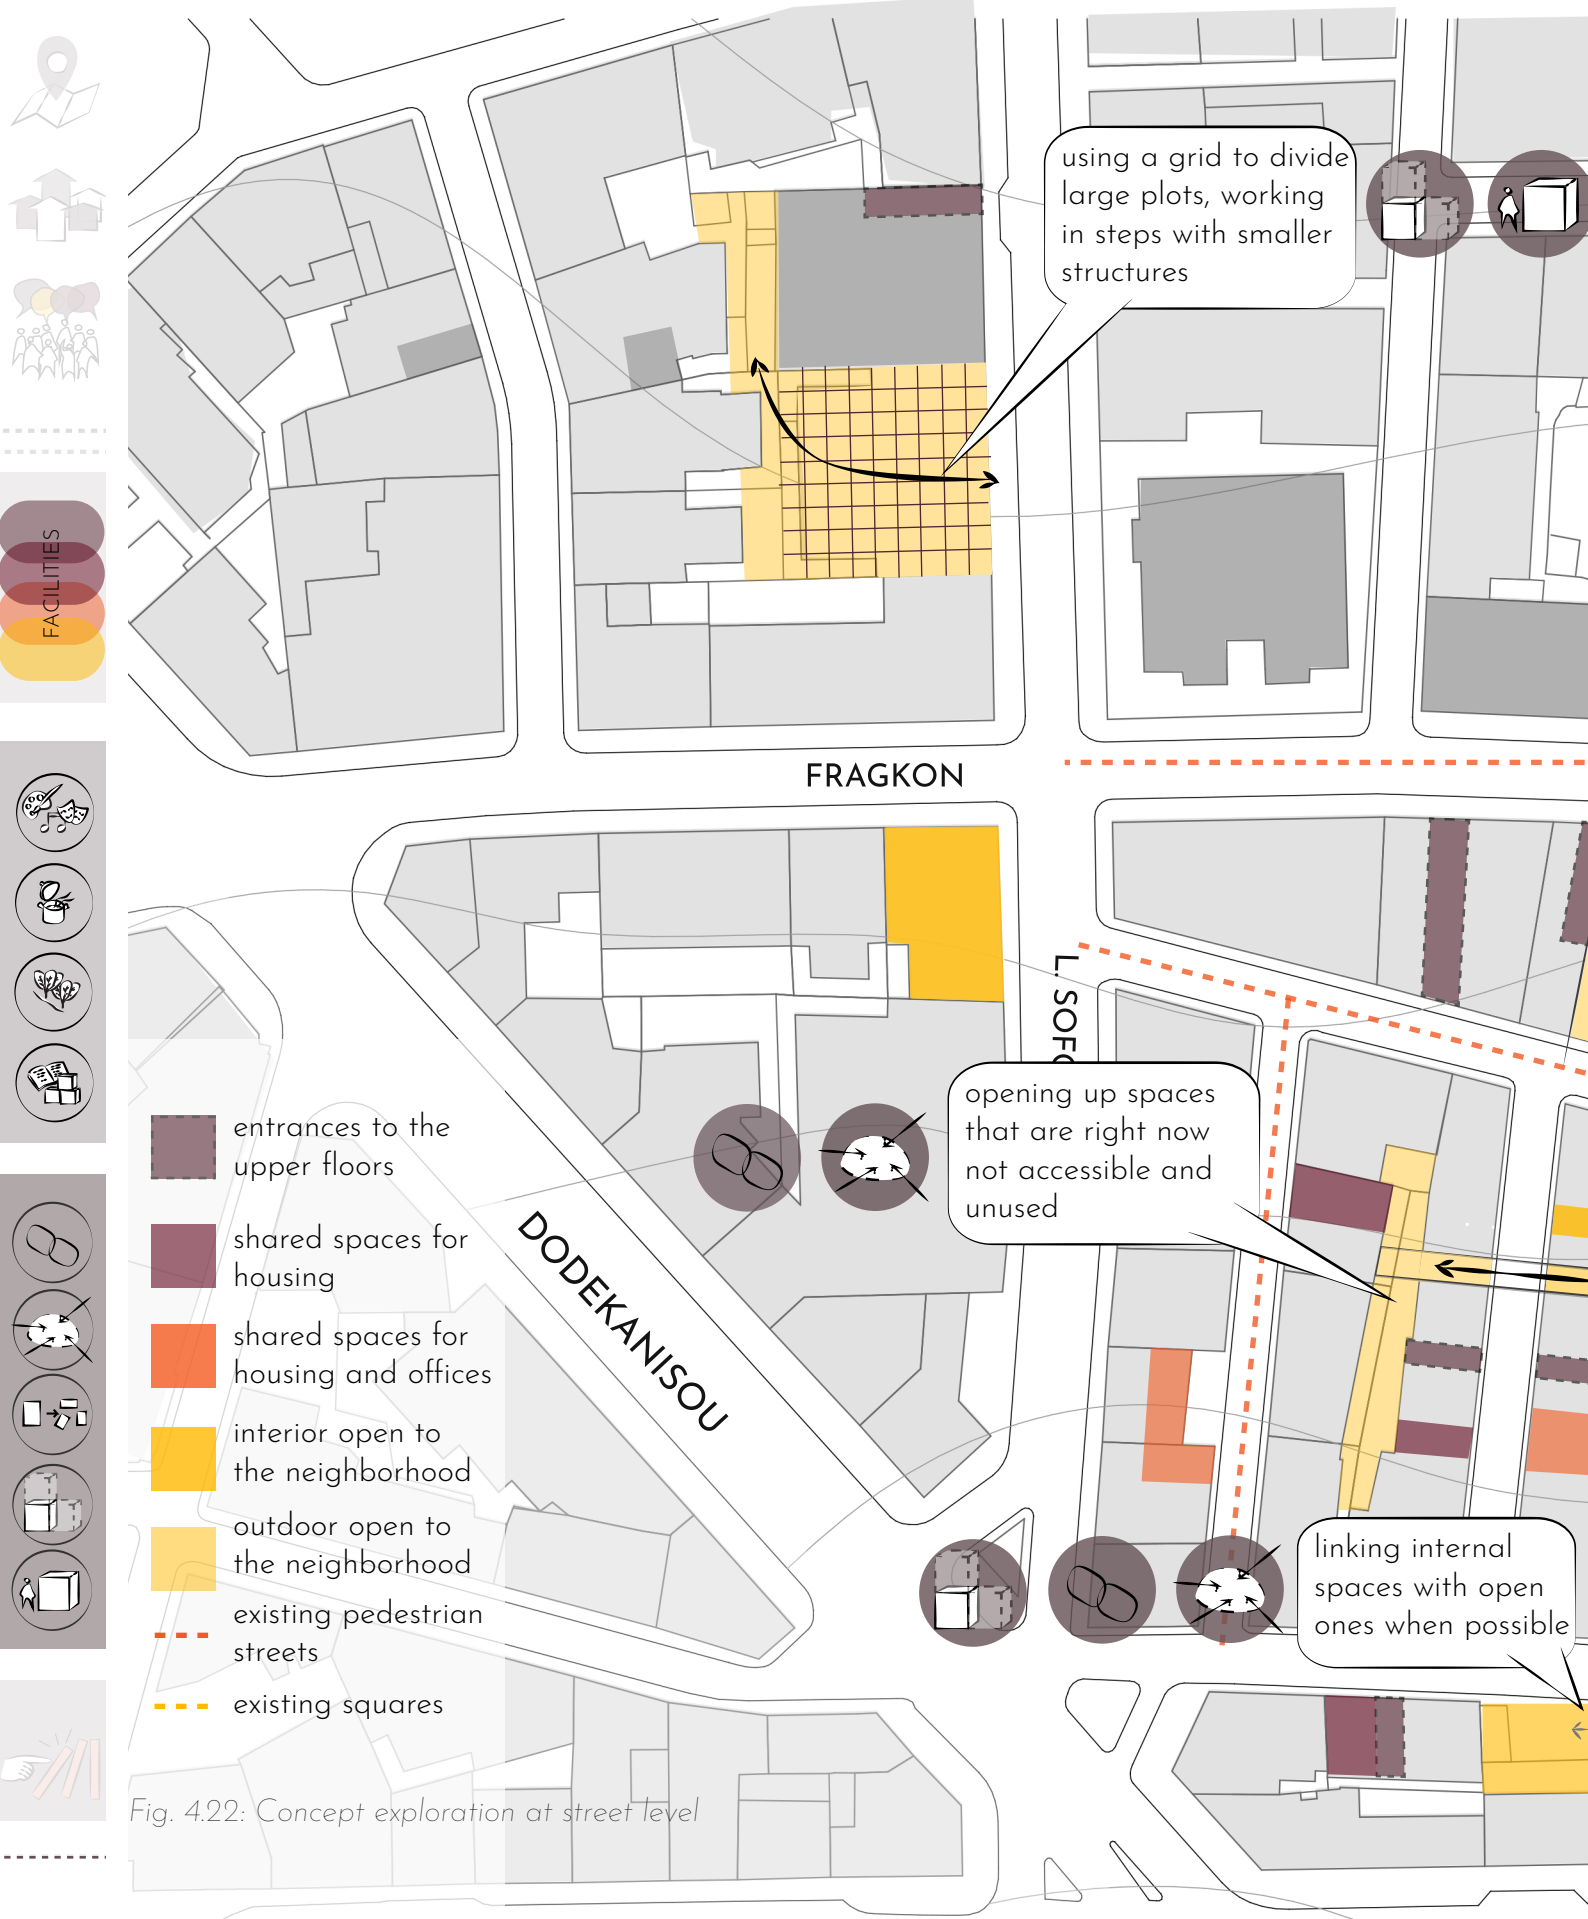 using a grid to divide
large plots, working
in steps with smaller
structures
FACILITIES
FRAGKON
L. SOFO
opening up spaces
that are right now
not accessible and
unused
entrances to the
upper floors
shared spaces for
housing
shared spaces for
housing and offices
interior open to
the neighborhood
outdoor open to
the neighborhood
existing pedestrian
streets
existing squares
DODEKANISOU
linking internal
spaces with open
ones when possible
Fig. 4.22: Concept exploration at street level